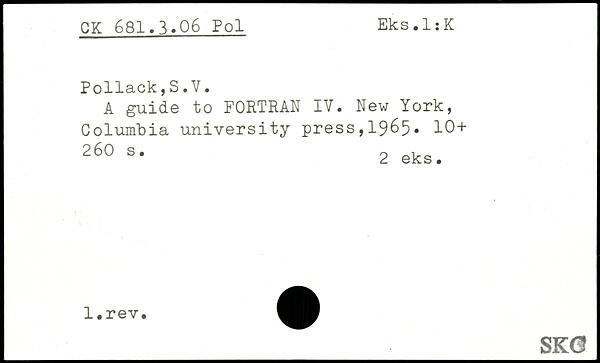 CK 681.3.06 Pol Eks.1:K
Pollack,S.V.
A guide to FORTRAN IV. New York,
Columbia university press,1965. 10+
260 s.
2 eks.
1.rev.
SKC